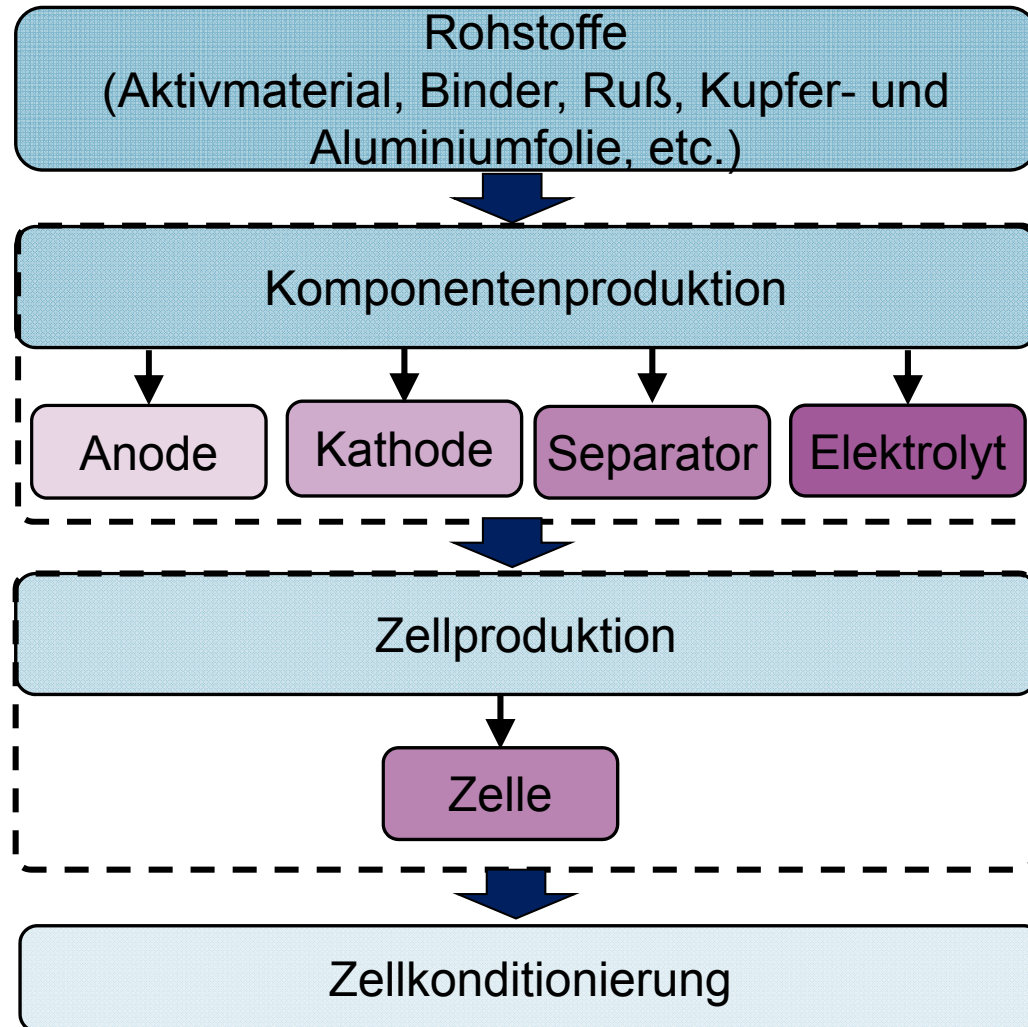 Rohstoffe
(Aktivmaterial, Binder, Ruß, Kupfer- und
Aluminiumfolie, etc.)
Komponentenproduktion
Anode
Kathode
Separator
Elektrolyt
Zellproduktion
Zelle
Zellkonditionierung